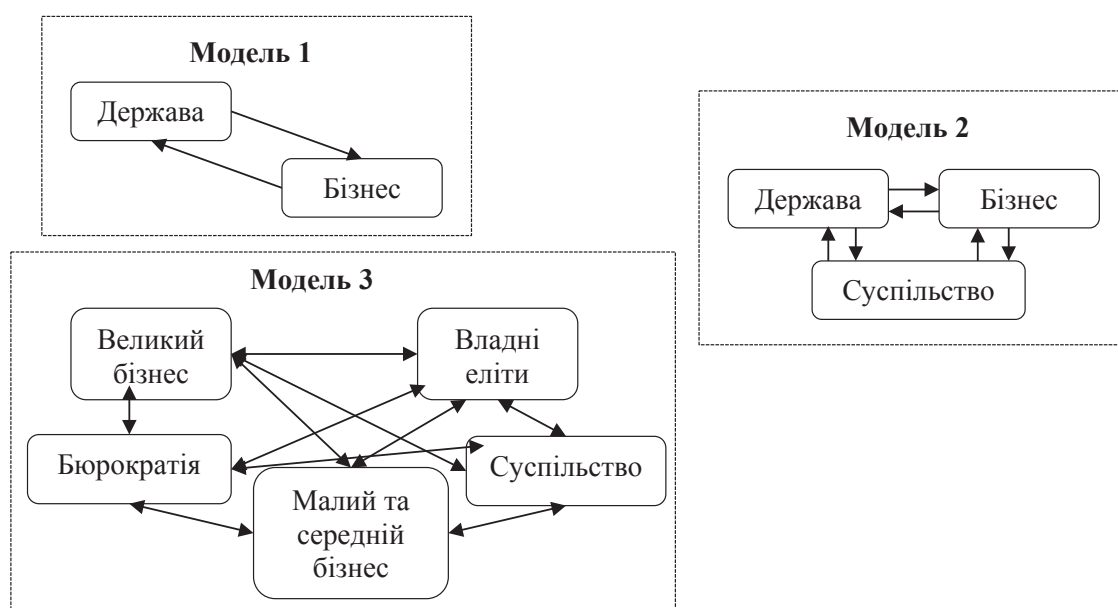 Модель 1
Держава
Бізнес
Модель 2
Держава
Бізнес
Суспільство
Модель 3
Великий
бізнес
Владні
еліти
Бюрократія
Суспільство
Малий та
середній
бізнес